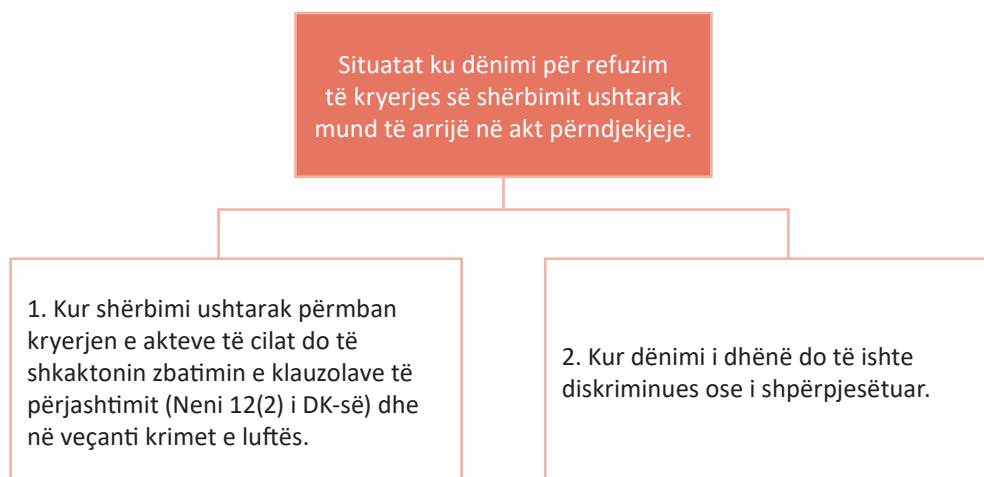 Situatat ku dënimi për refuzim
të kryerjes së shërbimit ushtarak
mund të arrijë në akt përndjekjeje.
1. Kur shërbimi ushtarak përmban
kryerjen e akteve të cilat do të
shkaktonin zbatimin e klauzolave të
përjashtimit (Neni 12(2) i DK-së) dhe
në veçanti krimet e luftës.
2. Kur dënimi i dhënë do të ishte
diskriminues ose i shpërpjesëtuar.